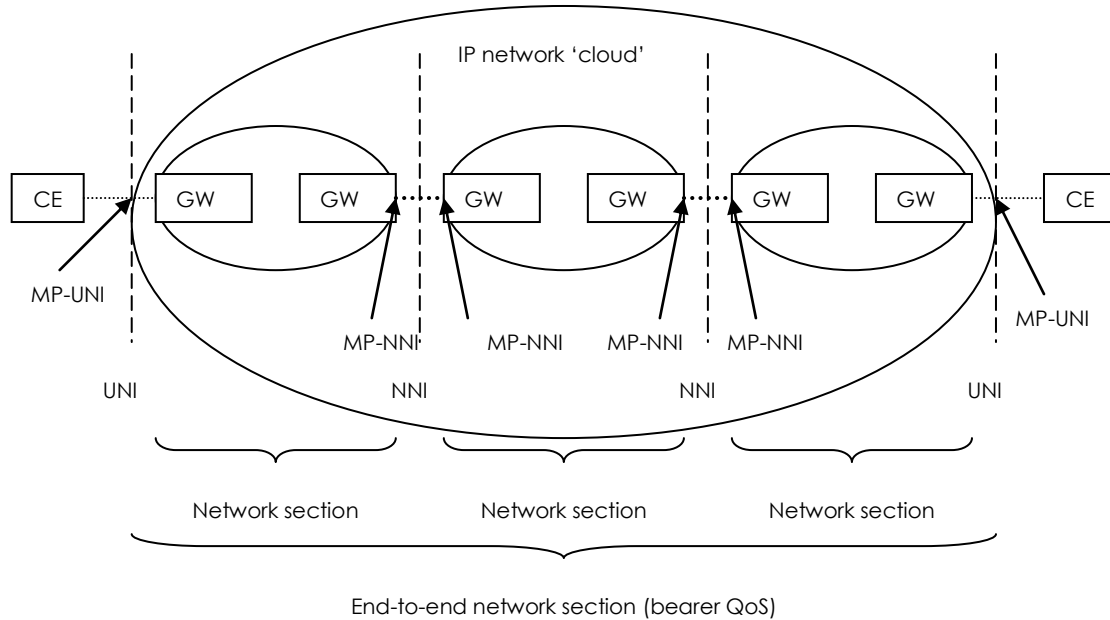 IP network ‘cloud’
CE
GW
GW
GW
GW
GW
GW
CE
MP-UNI
MP-UNI
MP-NNI
MP-NNI
MP-NNI
MP-NNI
UNI
NNI
NNI
UNI
Network section
Network section
Network section
End-to-end network section (bearer QoS)